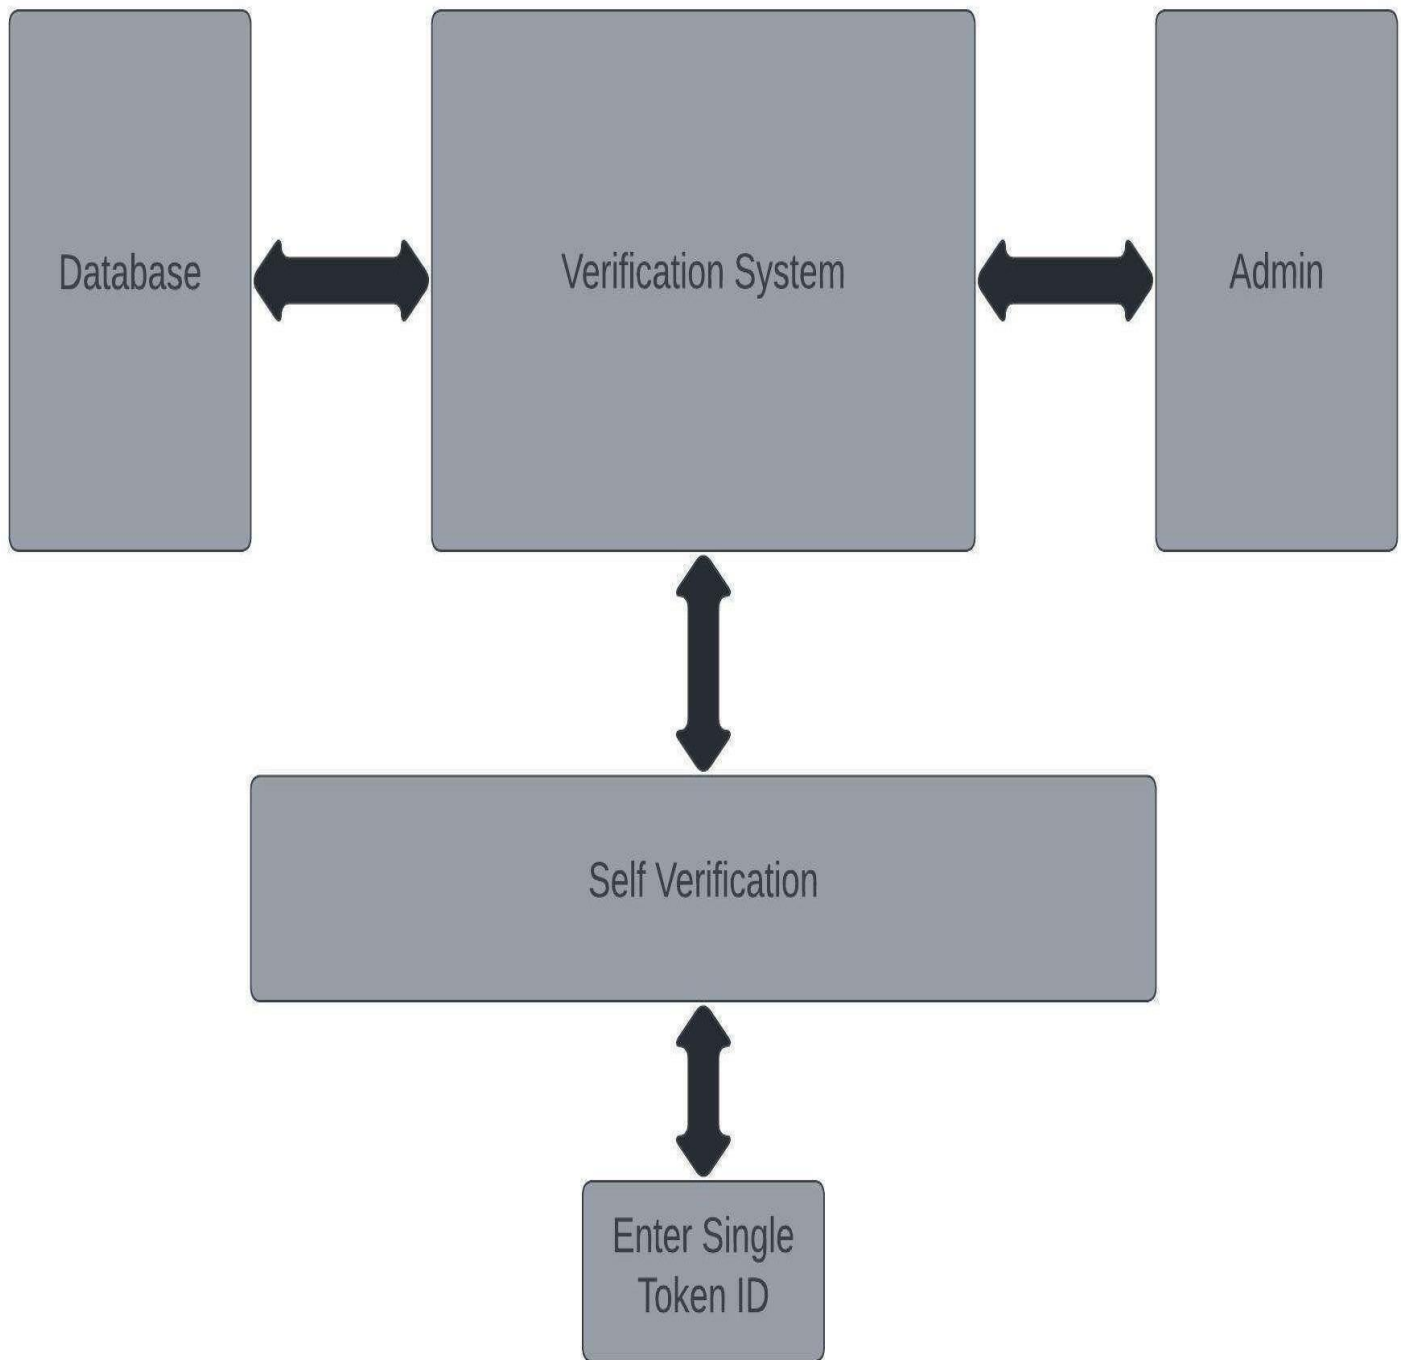 Database
Verification System
Admin
Self Verification
Enter Single
Token ID